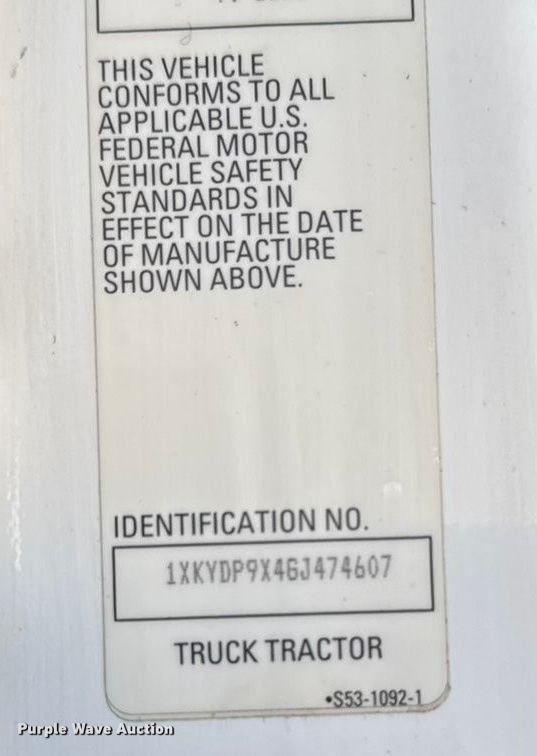 THIS VEHICLE
CONFORMS TO ALL
APPLICABLE U.S.
FEDERAL MOTOR
VEHICLE SAFETY
STANDARDS IN
EFFECT ON THE DATE
OF MANUFACTURE
SHOWN ABOVE.
IDENTIFICATION NO.
1XKYDP9X4GJ474607
TRUCK TRACTOR
•S53-1092-1
Purple Wave Auction